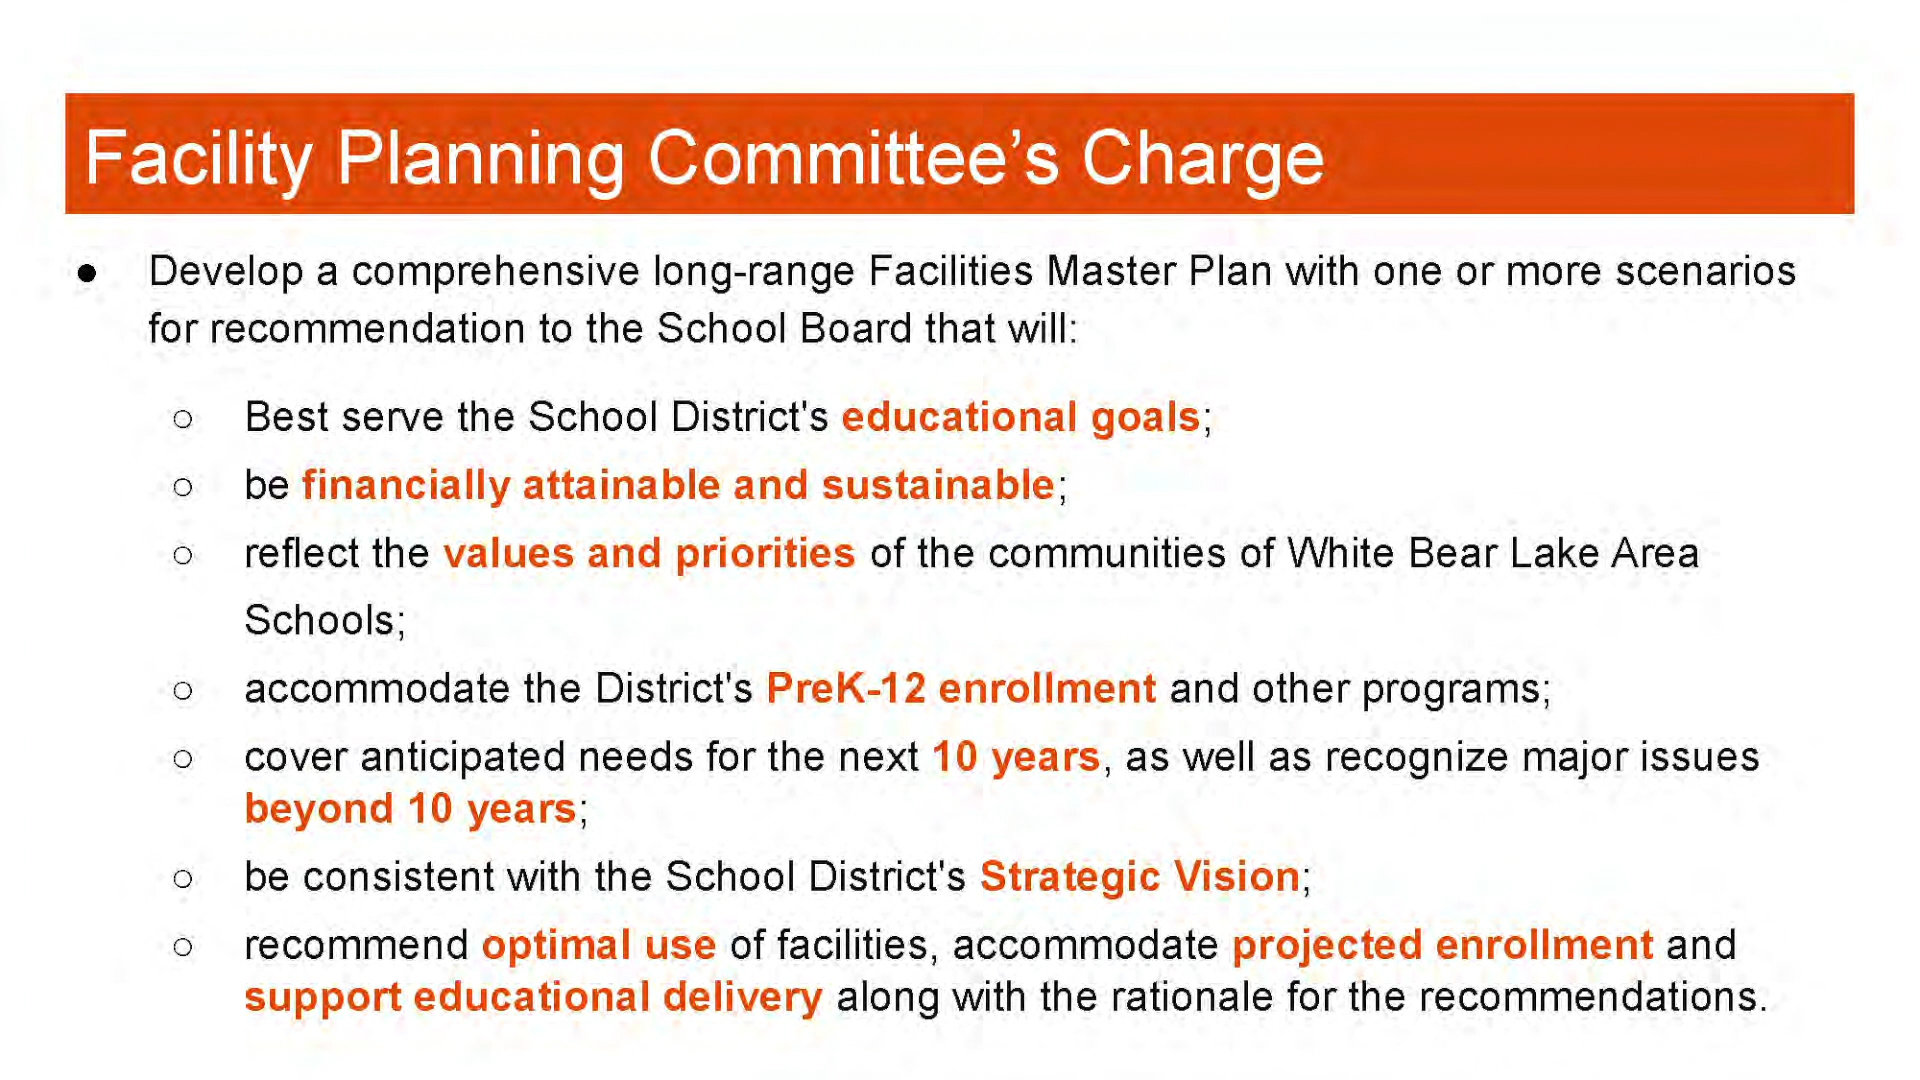 Facility Planning Committee’s Charge
● Develop a comprehensive long-range Facilities Master Plan with one or more scenarios
for recommendation to the School Board that will:
○ Best serve the School District's educational goals;
○ be financially attainable and sustainable;
○ reflect the values and priorities of the communities of White Bear Lake Area
Schools;
○ accommodate the District's PreK-12 enrollment and other programs;
○ cover anticipated needs for the next 10 years, as well as recognize major issues
beyond 10 years;
○ be consistent with the School District's Strategic Vision;
○ recommend optimal use of facilities, accommodate projected enrollment and
support educational delivery along with the rationale for the recommendations.